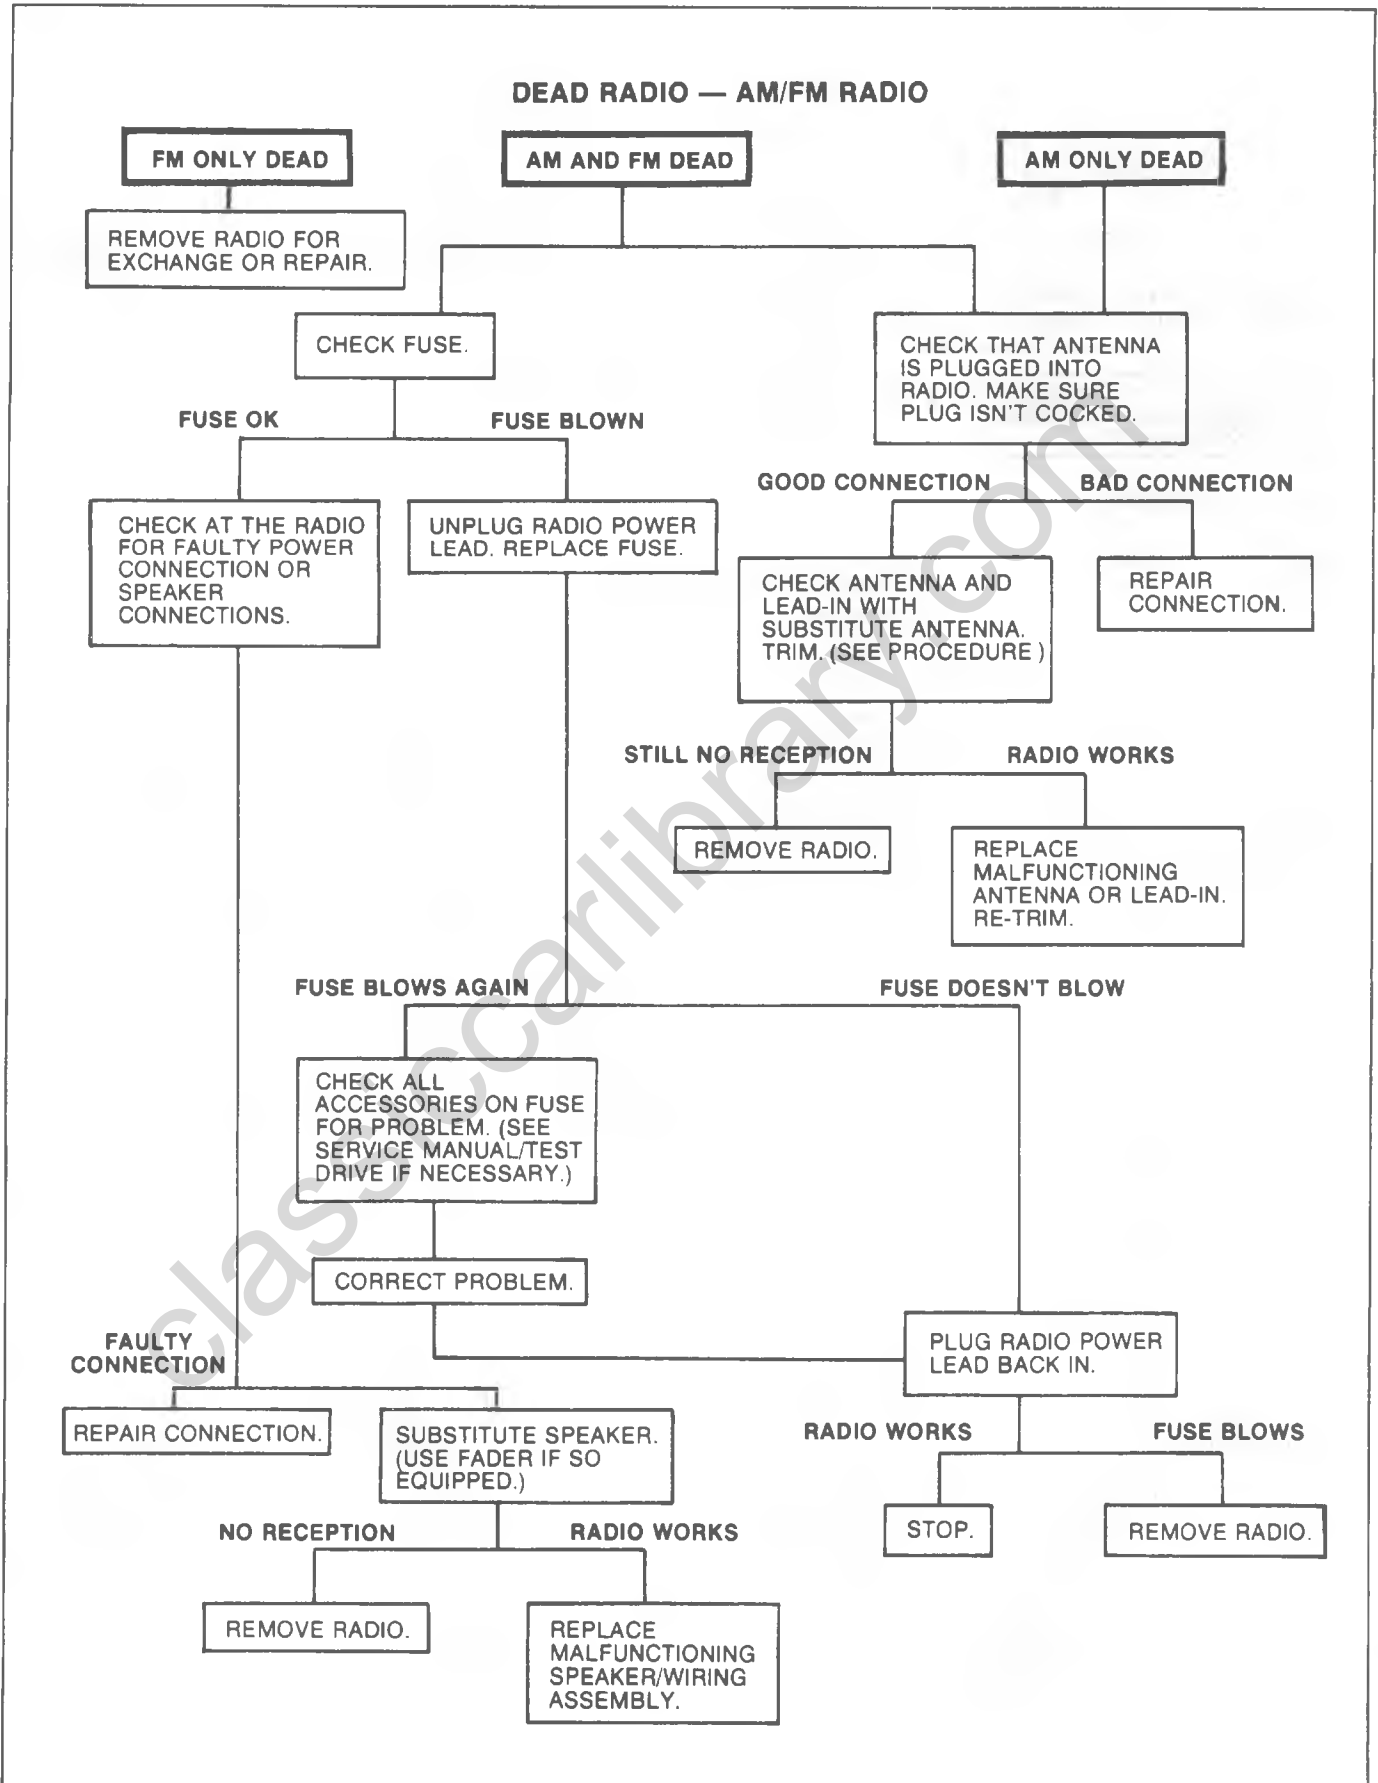 DEAD RADIO — AM/FM RADIO
FM ONLY DEAD
AM AND FM DEAD
AM ONLY DEAD
REMOVE RADIO FOR
EXCHANGE OR REPAIR.
CHECK FUSE.
CHECK THAT ANTENNA
IS PLUGGED INTO
RADIO. MAKE SURE
PLUG ISN'T COCKED.
FUSE OK
FUSE BLOWN
GOOD CONNECTION
BAD CONNECTION
CHECK AT THE RADIO
FOR FAULTY POWER
CONNECTION OR
SPEAKER
CONNECTIONS.
UNPLUG RADIO POWER
LEAD. REPLACE FUSE.
CHECK ANTENNA AND
LEAD-IN WITH
SUBSTITUTE ANTENNA.
TRIM. (SEE PROCEDURE)
REPAIR
CONNECTION.
STILL NO RECEPTION
RADIO WORKS
REMOVE RADIO.
REPLACE
MALFUNCTIONING
ANTENNA OR LEAD-IN.
RE-TRIM.
FUSE BLOWS AGAIN
FUSE DOESN'T BLOW
CHECK ALL
ACCESSORIES ON FUSE
FOR PROBLEM. (SEE
SERVICE MANUAL/TEST
DRIVE IF NECESSARY.)
CORRECT PROBLEM.
FAULTY
CONNECTION
PLUG RADIO POWER
LEAD BACK IN.
REPAIR CONNECTION.
SUBSTITUTE SPEAKER.
(USE FADER IF SO
EQUIPPED.)
RADIO WORKS
FUSE BLOWS
STOP.
REMOVE RADIO.
NO RECEPTION
RADIO WORKS
REMOVE RADIO.
REPLACE
MALFUNCTIONING
SPEAKER/WIRING
ASSEMBLY.
classiccarlibrary.com